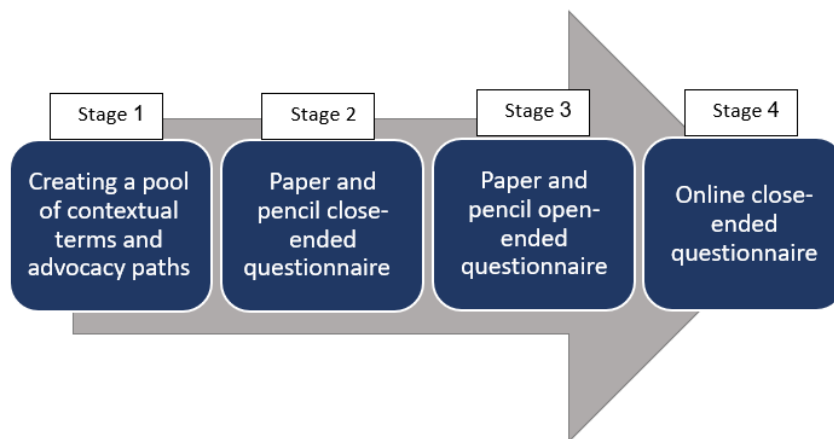 Stage 1
Creating a pool
of contextual
terms and
advocacy paths
Stage 2
Paper and
pencil close-
ended
questionnaire
Stage 3
Paper and
pencil open-
ended
questionnaire
Stage 4
Online close-
ended
questionnaire